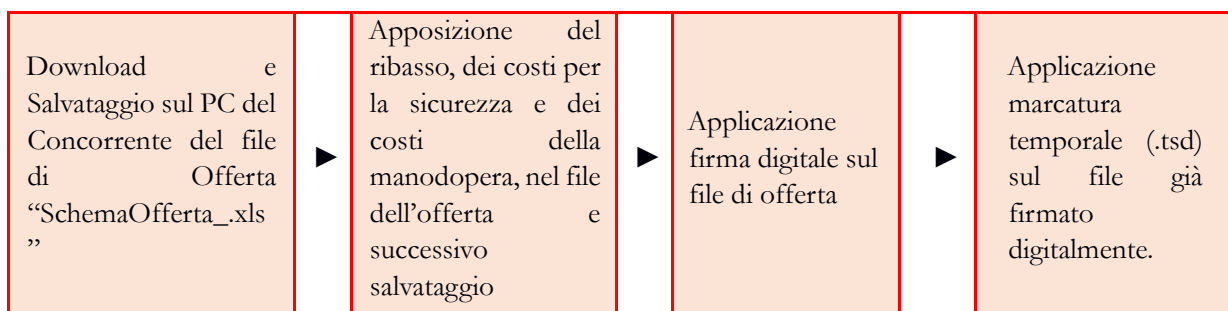 Download e
Salvataggio sul PC del
Concorrente del file
di Offerta
“SchemaOfferta_.xls
”
Apposizione del
ribasso, dei costi per
la sicurezza e dei
costi della
manodopera, nel file
dell’offerta e
successivo
salvataggio
Applicazione
firma digitale sul
file di offerta
Applicazione
marcatura
temporale (.tsd)
sul file già
firmato
digitalmente.